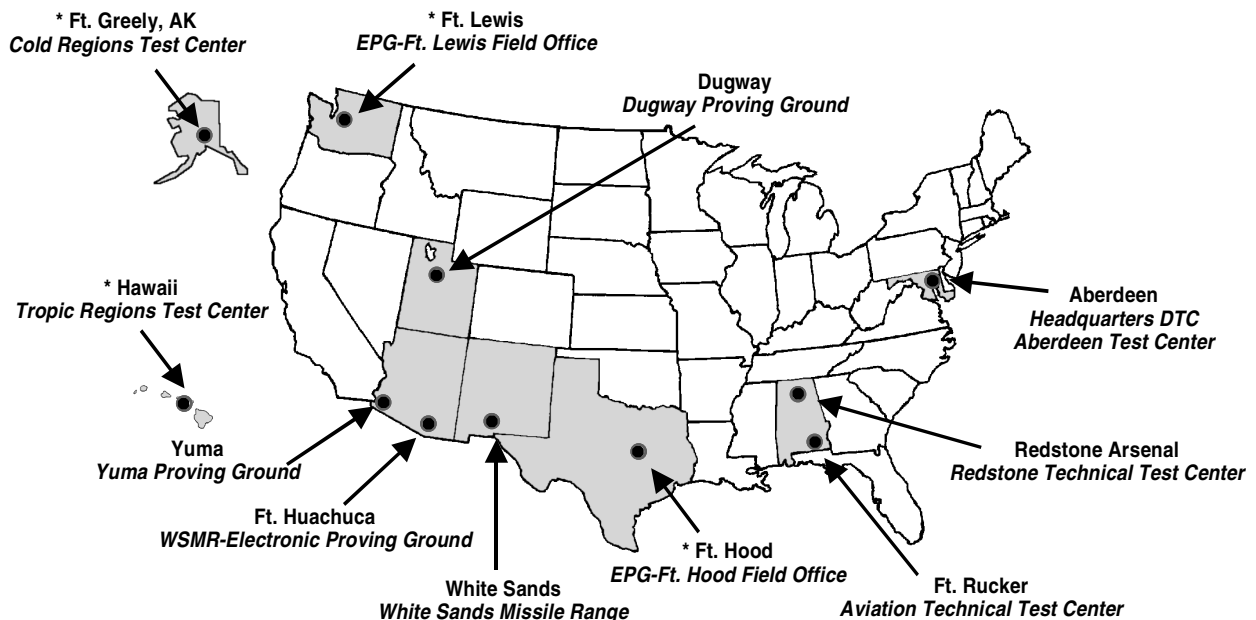 * Ft. Greely, AK
Cold Regions Test Center
* Ft. Lewis
EPG-Ft. Lewis Field Office
Dugway
Dugway Proving Ground
* Hawaii
Tropic Regions Test Center
Aberdeen
Headquarters DTC
Aberdeen Test Center
Yuma
Yuma Proving Ground
Redstone Arsenal
Redstone Technical Test Center
Ft. Huachuca
WSMR-Electronic Proving Ground
* Ft. Hood
EPG-Ft. Hood Field Office
White Sands
White Sands Missile Range
Ft. Rucker
Aviation Technical Test Center